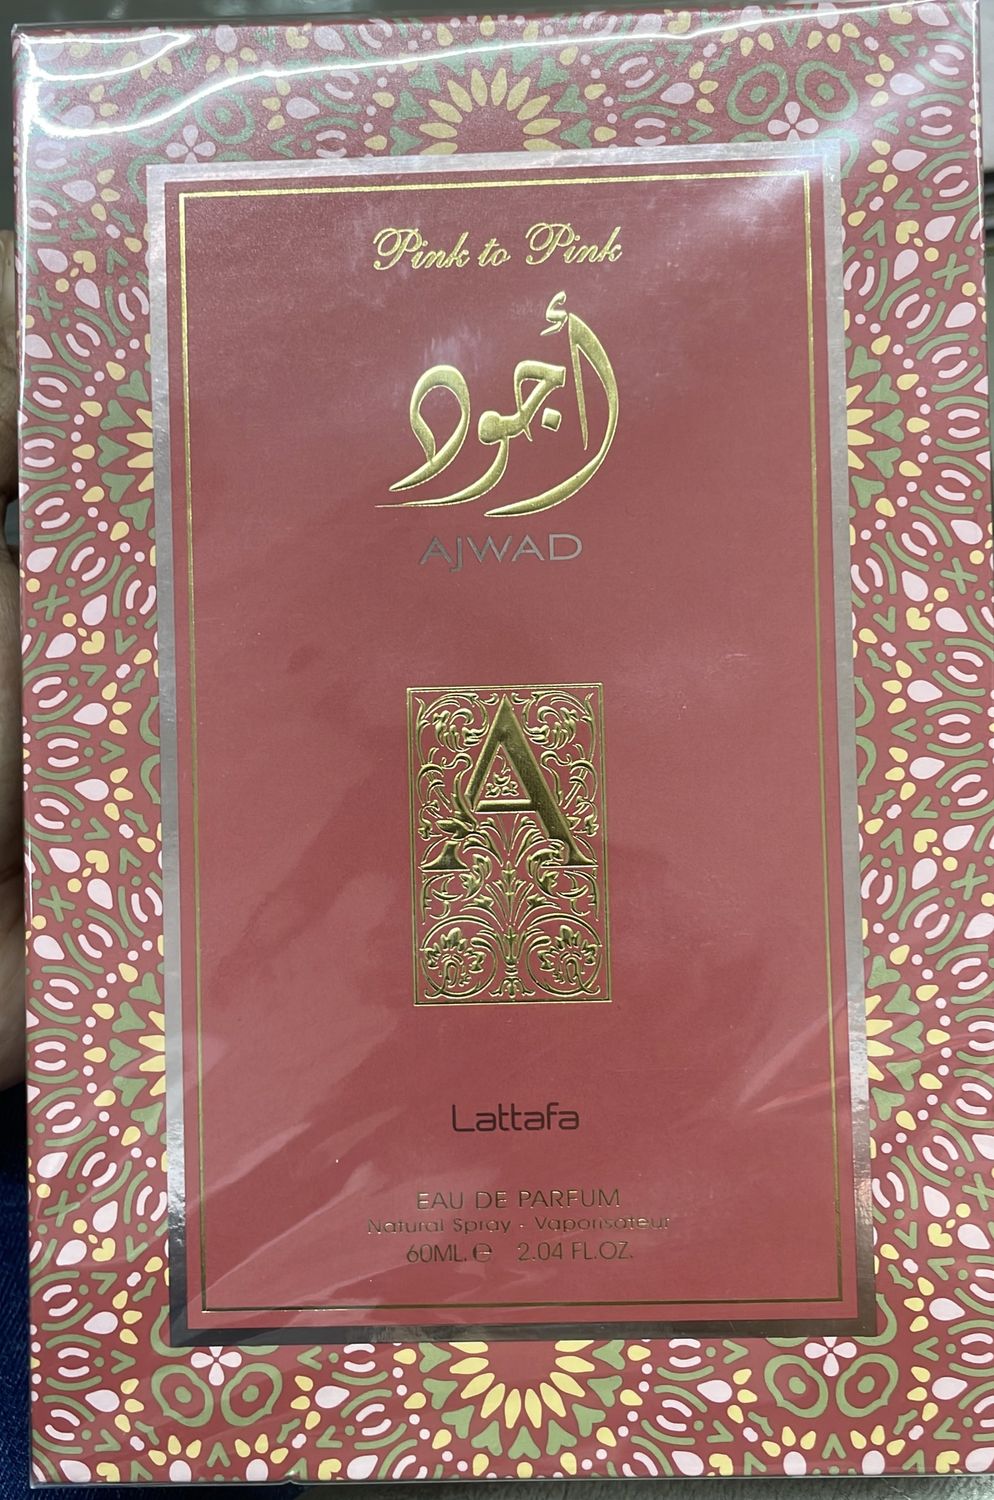 Pink to Pink
أجود
AJWAD
A
Lattafa
EAU DE PARFUM
Natural Spray · Vaporisateur
60ML. ℮ 2.04 FL.OZ.